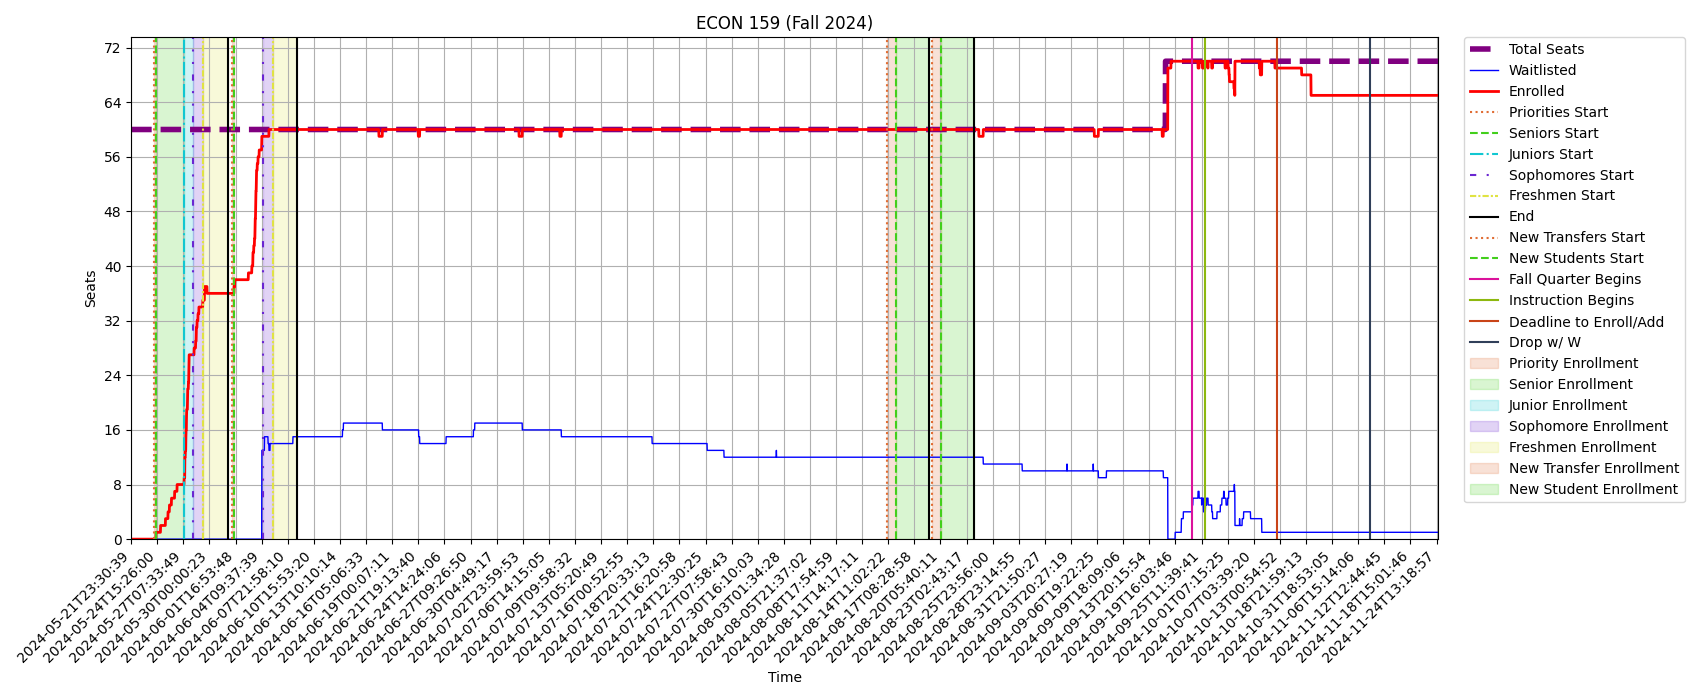 ECON 159 (Fall 2024)
72
64
56
48
40
32
24
16
8
0
Seats
2024-05-21T23:30:39
2024-05-24T15:26:00
2024-05-27T07:33:49
2024-05-30T00:00:23
2024-06-01T16:53:48
2024-06-04T09:37:39
2024-06-07T21:58:10
2024-06-10T15:53:20
2024-06-13T10:10:14
2024-06-16T05:06:33
2024-06-19T00:07:11
2024-06-21T19:13:40
2024-06-24T14:24:06
2024-06-27T09:26:50
2024-06-30T04:49:17
2024-07-02T23:59:53
2024-07-06T14:15:05
2024-07-09T09:58:32
2024-07-13T05:20:49
2024-07-16T00:52:55
2024-07-18T20:33:13
2024-07-21T16:20:58
2024-07-24T12:30:25
2024-07-27T07:58:43
2024-07-30T16:10:03
2024-08-03T01:34:28
2024-08-05T21:37:02
2024-08-08T17:54:59
2024-08-11T14:17:11
2024-08-14T11:02:22
2024-08-17T08:28:58
2024-08-20T05:40:11
2024-08-23T02:43:17
2024-08-25T23:56:00
2024-08-28T23:14:55
2024-08-31T21:50:27
2024-09-03T20:27:19
2024-09-06T19:22:25
2024-09-09T18:09:06
2024-09-13T20:15:54
2024-09-19T16:03:46
2024-09-25T11:39:41
2024-10-01T07:15:25
2024-10-07T03:39:20
2024-10-13T00:54:52
2024-10-18T21:59:13
2024-10-31T18:53:05
2024-11-06T15:14:06
2024-11-12T12:44:45
2024-11-18T15:01:46
2024-11-24T13:18:57
Time
Total Seats
Waitlisted
Enrolled
Priorities Start
Seniors Start
Juniors Start
Sophomores Start
Freshmen Start
End
New Transfers Start
New Students Start
Fall Quarter Begins
Instruction Begins
Deadline to Enroll/Add
Drop w/ W
Priority Enrollment
Senior Enrollment
Junior Enrollment
Sophomore Enrollment
Freshmen Enrollment
New Transfer Enrollment
New Student Enrollment